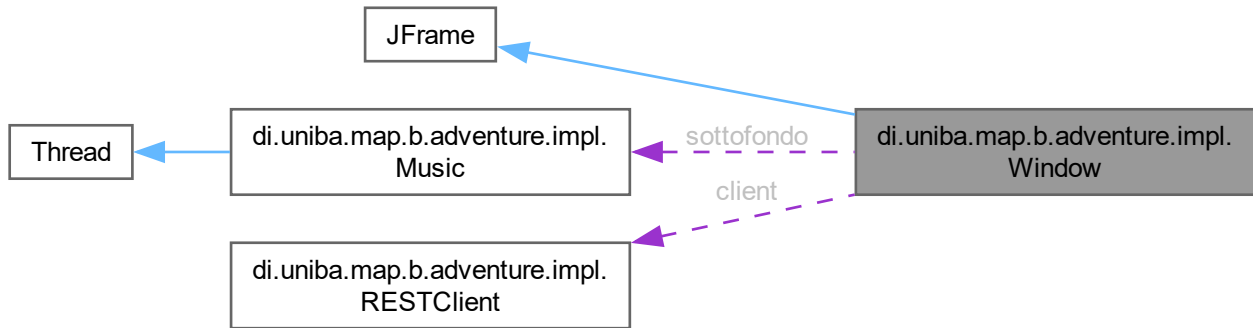 JFrame
Thread
di.uniba.map.b.adventure.impl.
Music
sottofondo
client
di.uniba.map.b.adventure.impl.
Window
di.uniba.map.b.adventure.impl.
RESTClient